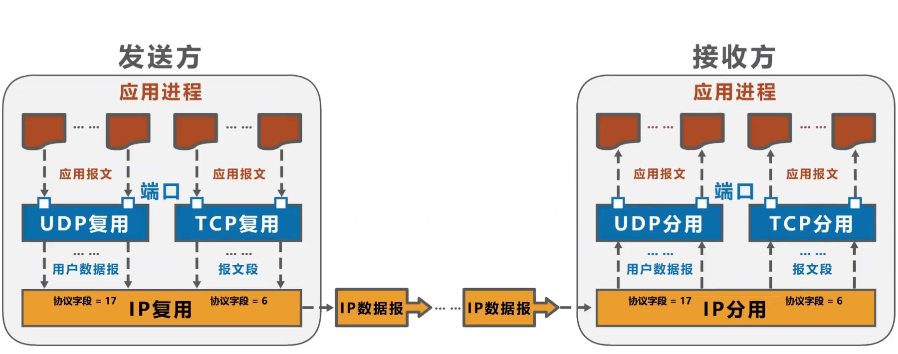 发送方
接收方
应用进程
应用进程
…… ……
…… ……
应用报文 应用报文
应用报文 应用报文
端口
端口
UDP复用 TCP复用
UDP分用 TCP分用
…… ……
…… ……
用户数据报 报文段
用户数据报 报文段
协议字段 = 17 IP复用 协议字段 = 6
IP数据报 …… IP数据报
协议字段 = 17 IP分用 协议字段 = 6